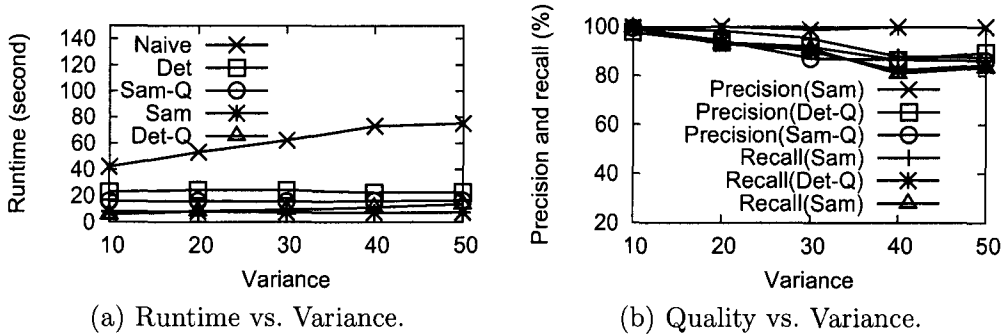 Runtime (second)
140
120
100
80
60
40
20
0
Naive
Det
Sam-Q
Sam
Det-Q
10 20 30 40 50
Variance
(a) Runtime vs. Variance.
Precision and recall (%)
100
80
60
40
20
Precision(Sam)
Precision(Det-Q)
Precision(Sam-Q)
Recall(Sam)
Recall(Det-Q)
Recall(Sam)
10 20 30 40 50
Variance
(b) Quality vs. Variance.